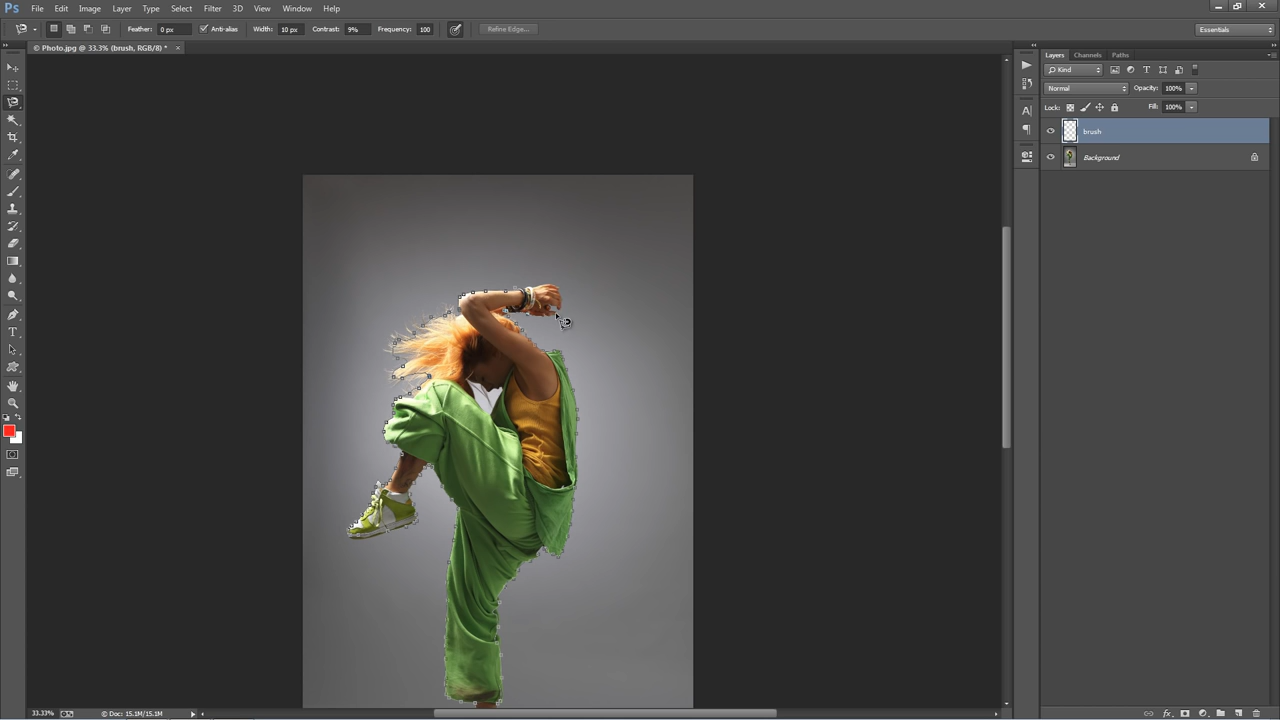 Ps File Edit Image Layer Type Select Filter 3D View Window Help
Feather: 0 px Anti-alias Width: 10 px Contrast: 9% Frequency: 100 Refine Edge... Essentials
© Photo.jpg @ 33.3% (brush, RGB/8) * ×
Layers Channels Paths
Kind
Normal Opacity: 100%
Lock: Fill: 100%
brush
Background
33.33% © Doc: 15.1M/15.1M